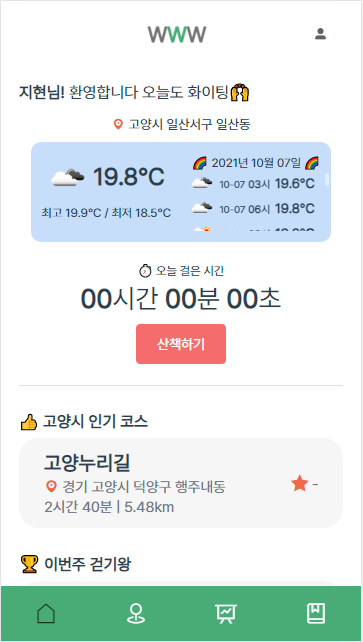 WWW
지현님! 환영합니다 오늘도 화이팅🙌
고양시 일산서구 일산동
19.8°C
최고 19.9°C / 최저 18.5°C
🌈 2021년 10월 07일 🌈
10-07 03시 19.6°C
10-07 06시 19.8°C
⏱ 오늘 걸은 시간
00시간 00분 00초
산책하기
👍 고양시 인기 코스
고양누리길
경기 고양시 덕양구 행주내동
2시간 40분 | 5.48km
★ -
🏆 이번주 걷기왕